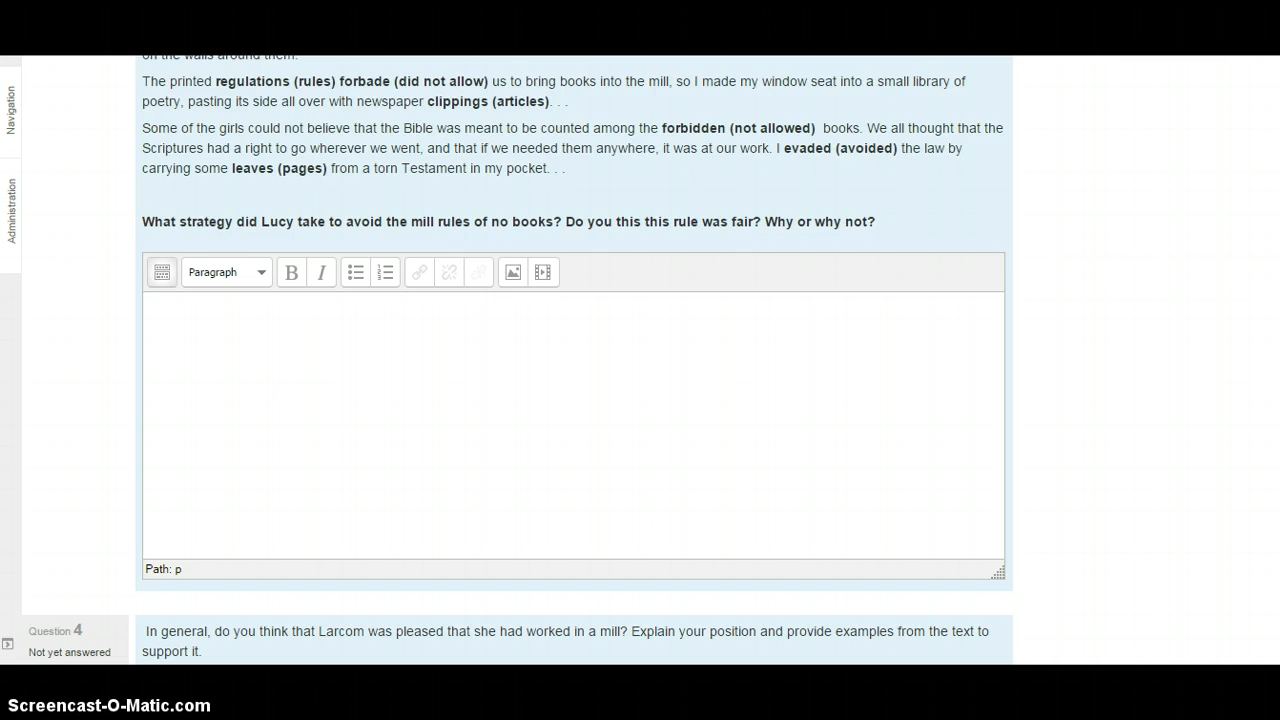 on the walls around them.
The printed regulations (rules) forbade (did not allow) us to bring books into the mill, so I made my window seat into a small library of
poetry, pasting its side all over with newspaper clippings (articles). . .
Some of the girls could not believe that the Bible was meant to be counted among the forbidden (not allowed)  books. We all thought that the
Scriptures had a right to go wherever we went, and that if we needed them anywhere, it was at our work. I evaded (avoided) the law by
carrying some leaves (pages) from a torn Testament in my pocket. . .
What strategy did Lucy take to avoid the mill rules of no books? Do you this this rule was fair? Why or why not?
Paragraph
B I
Path: p
Navigation
Administration
Question 4
Not yet answered
In general, do you think that Larcom was pleased that she had worked in a mill? Explain your position and provide examples from the text to
support it.
Screencast-O-Matic.com